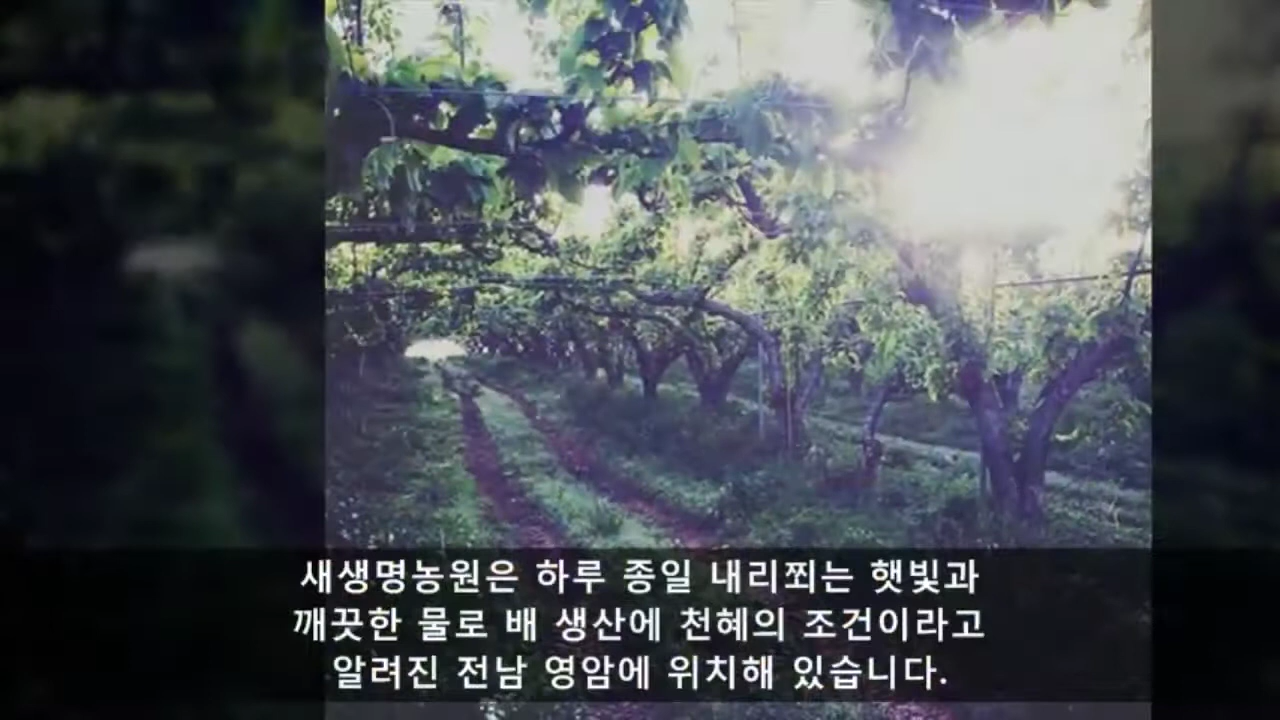 새생명농원은 하루 종일 내리쬐는 햇빛과
깨끗한 물로 배 생산에 천혜의 조건이라고
알려진 전남 영암에 위치해 있습니다.